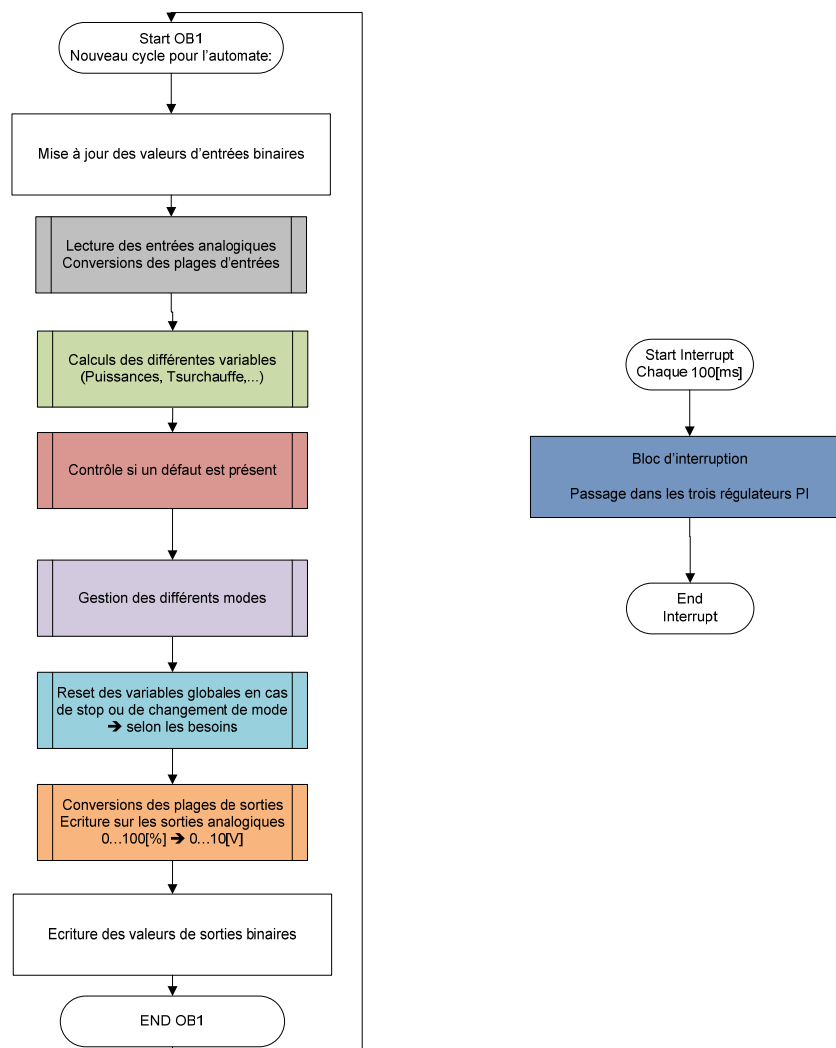 Start OB1
Nouveau cycle pour l'automate:
Mise à jour des valeurs d'entrées binaires
Lecture des entrées analogiques
Conversions des plages d'entrées
Calculs des différentes variables
(Puissances, Tsurchauffe,...)
Contrôle si un défaut est présent
Gestion des différents modes
Reset des variables globales en cas
de stop ou de changement de mode
➔ selon les besoins
Conversions des plages de sorties
Ecriture sur les sorties analogiques
0...100[%] ➔ 0...10[V]
Ecriture des valeurs de sorties binaires
END OB1
Start Interrupt
Chaque 100[ms]
Bloc d'interruption
Passage dans les trois régulateurs PI
End
Interrupt